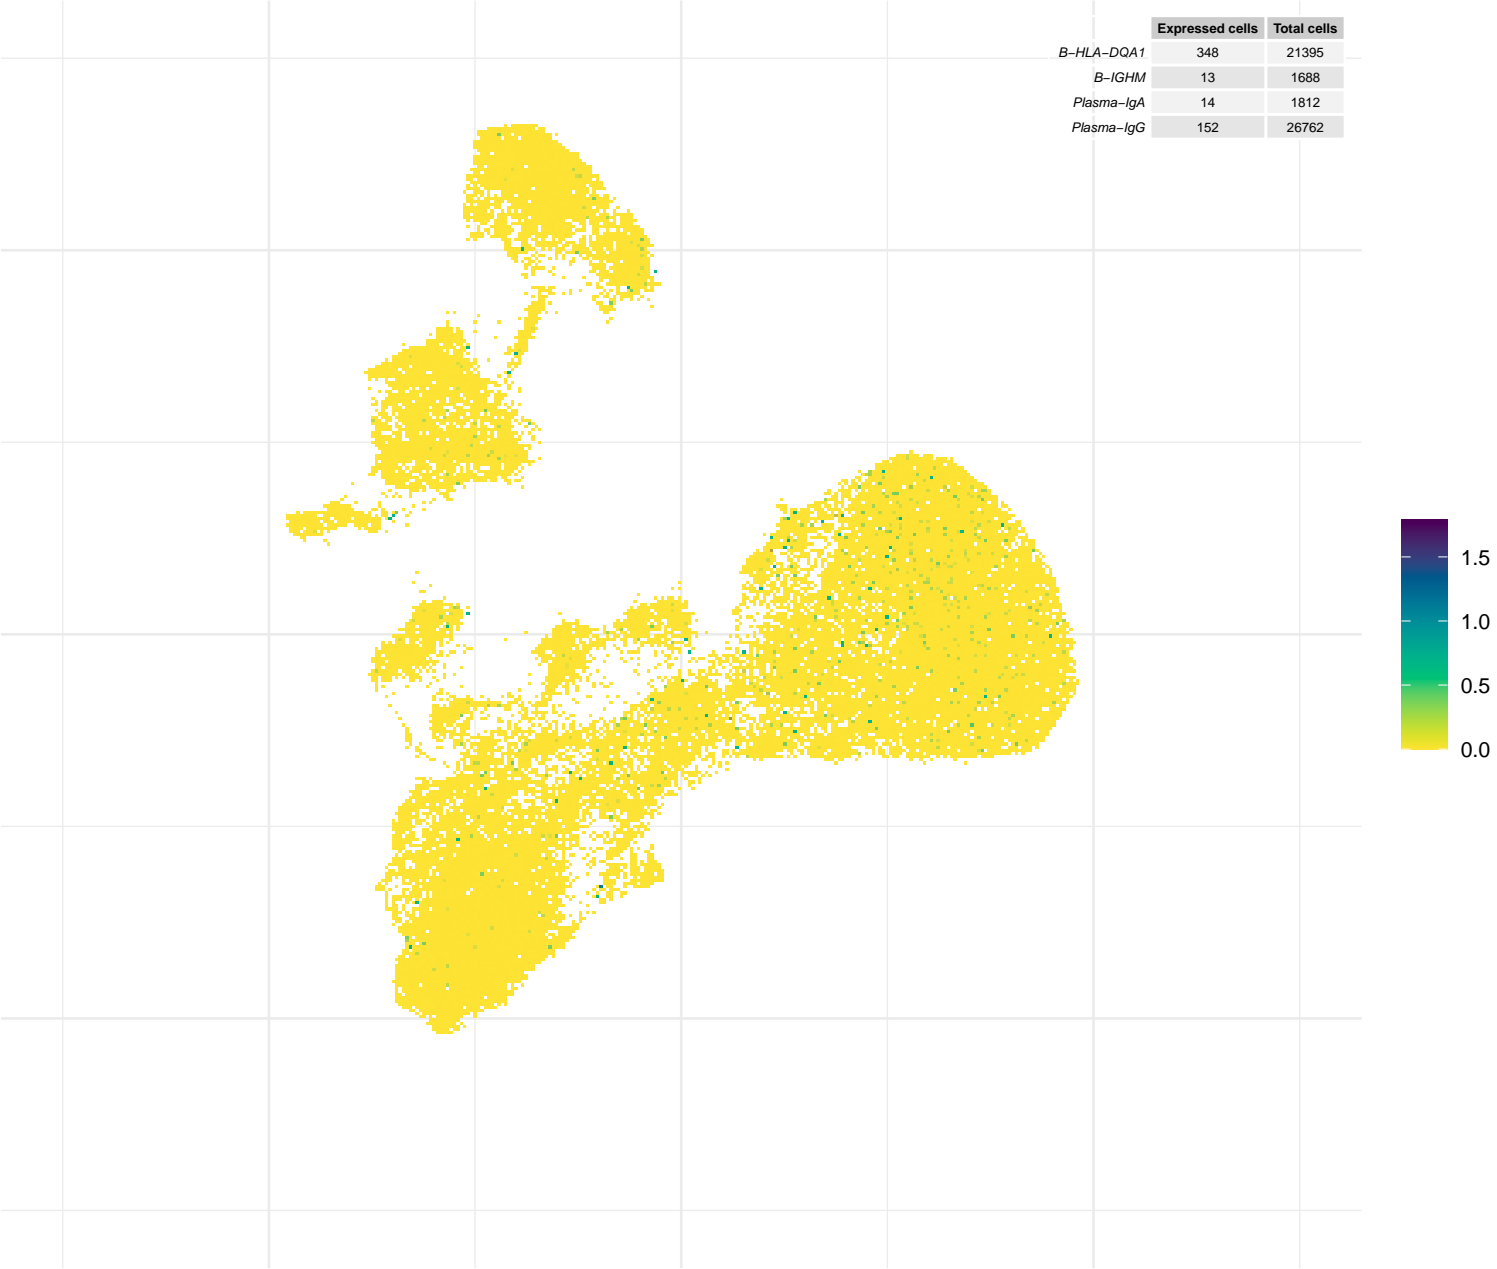 Expressed cells Total cells
B−HLA−DQA1 348 21395
B−IGHM 13 1688
Plasma−IgA 14 1812
Plasma−IgG 152 26762
1.5
1.0
0.5
0.0